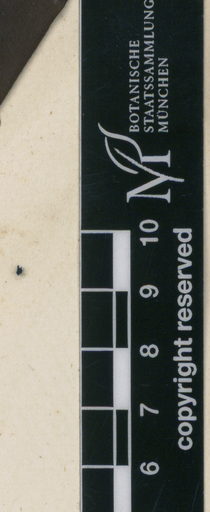 BOTANISCHE
STAATSSAMMLUNG
MÜNCHEN
M
10
9
8
7
6
copyright reserved